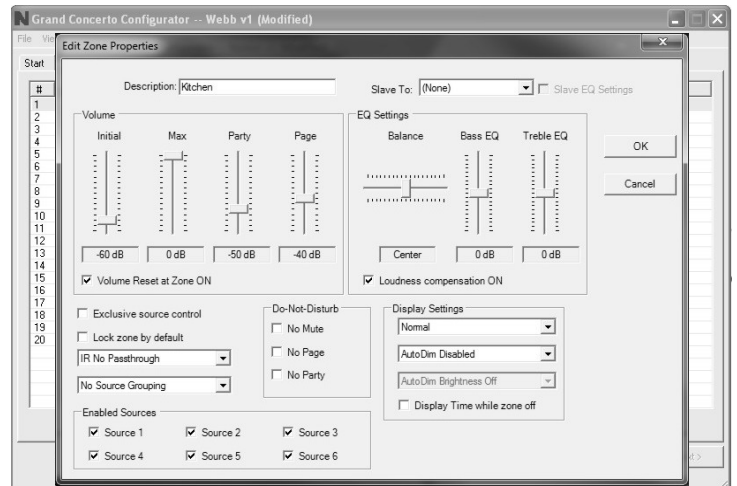 Grand Concerto Configurator -- Webb v1 (Modified)
File Vie
Edit Zone Properties
Start
#
1
2
3
4
5
6
7
8
9
10
11
12
13
14
15
16
17
18
19
20
Description: Kitchen
Slave To: (None)
Slave EQ Settings
Volume
Initial Max Party Page
-60 dB 0 dB -50 dB -40 dB
Volume Reset at Zone ON
EQ Settings
Balance Bass EQ Treble EQ
Center 0 dB 0 dB
Loudness compensation ON
OK
Cancel
Exclusive source control
Lock zone by default
IR No Passthrough
No Source Grouping
Do-Not-Disturb
No Mute
No Page
No Party
Display Settings
Normal
AutoDim Disabled
AutoDim Brightness Off
Display Time while zone off
Enabled Sources
Source 1 Source 2 Source 3
Source 4 Source 5 Source 6
xt >